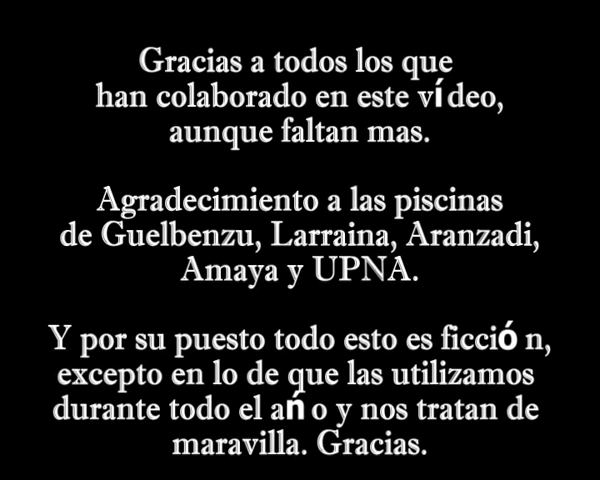 Gracias a todos los que
han colaborado en este vídeo,
aunque faltan mas.
Agradecimiento a las piscinas
de Guelbenzu, Larraina, Aranzadi,
Amaya y UPNA.
Y por su puesto todo esto es ficción,
excepto en lo de que las utilizamos
durante todo el ańo y nos tratan de
maravilla. Gracias.